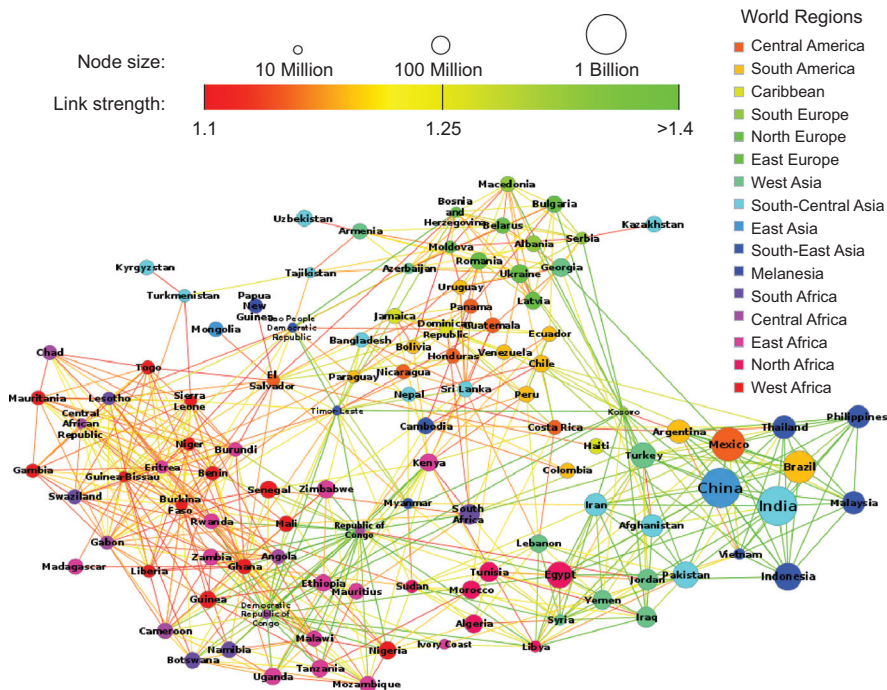 World Regions
Node size:
10 Million
100 Million
1 Billion
Link strength:
1.1
1.25
>1.4
Central America
South America
Caribbean
South Europe
North Europe
East Europe
West Asia
South-Central Asia
East Asia
South-East Asia
Melanesia
South Africa
Central Africa
East Africa
North Africa
West Africa
Macedonia
Bosnia
and
Herzegovina
Bulgaria
Uzbekistan
Armenia
Belarus
Kazakhstan
Serbia
Albania
Moldova
Romania
Kyrgyzstan
Tajikistan
Azerbaijan
Ukraine
Georgia
Turkmenistan
Uruguay
Papua
New
Guinea
Panama
Latvia
Lao People
Democratic
Republic
Mongolia
Jamaica
Dominican
Republic
Guatemala
Ecuador
Bangladesh
Bolivia
Honduras
Venezuela
Chile
Chad
Togo
El
Salvador
Paraguay
Nicaragua
Sri Lanka
Peru
Nepal
Mauritania
Lesotho
Sierra
Leone
Timor-Leste
Kosovo
Central
African
Republic
Cambodia
Costa Rica
Argentina
Mexico
Thailand
Philippines
Niger
Burundi
Haiti
Turkey
Gambia
Guinea Bissau
Eritrea
Benin
Kenya
Colombia
Brazil
China
Swaziland
Burkina
Faso
Senegal
Zimbabwe
Myanmar
South
Africa
Iran
India
Malaysia
Rwanda
Mali
Republic of
Congo
Afghanistan
Gabon
Zambia
Angola
Lebanon
Vietnam
Madagascar
Liberia
Ghana
Ethiopia
Mauritius
Sudan
Tunisia
Morocco
Egypt
Jordan
Pakistan
Indonesia
Guinea
Democratic
Republic of
Congo
Yemen
Syria
Iraq
Cameroon
Namibia
Malawi
Algeria
Botswana
Nigeria
Ivory Coast
Libya
Uganda
Tanzania
Mozambique